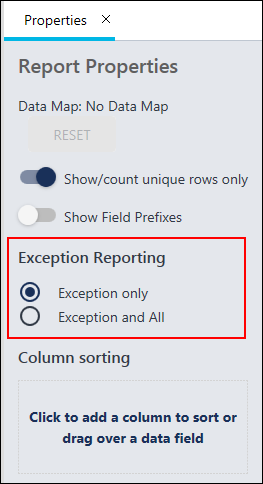 Properties ×
Report Properties
Data Map: No Data Map
RESET
Show/count unique rows only
Show Field Prefixes
Exception Reporting
Exception only
Exception and All
Column sorting
Click to add a column to sort or
drag over a data field